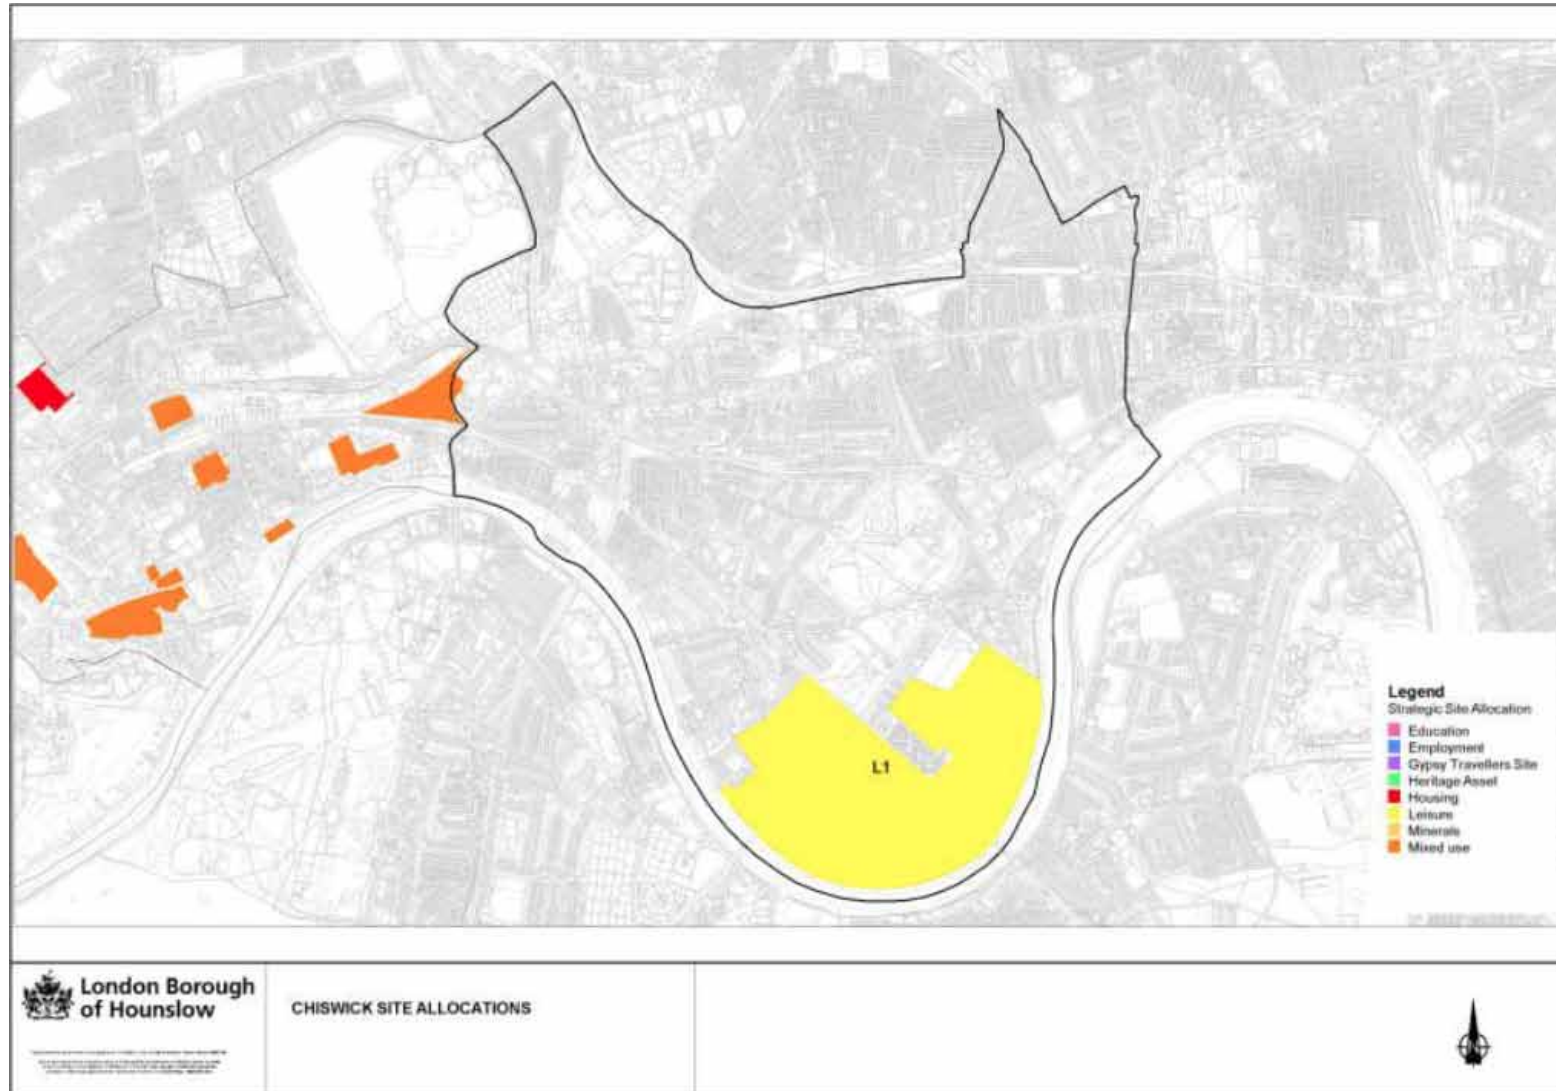 L1
Legend
Strategic Site Allocation
Education
Employment
Gypsy Travellers Site
Heritage Asset
Housing
Leisure
Minerals
Mixed use
London Borough
of Hounslow
CHISWICK SITE ALLOCATIONS
N